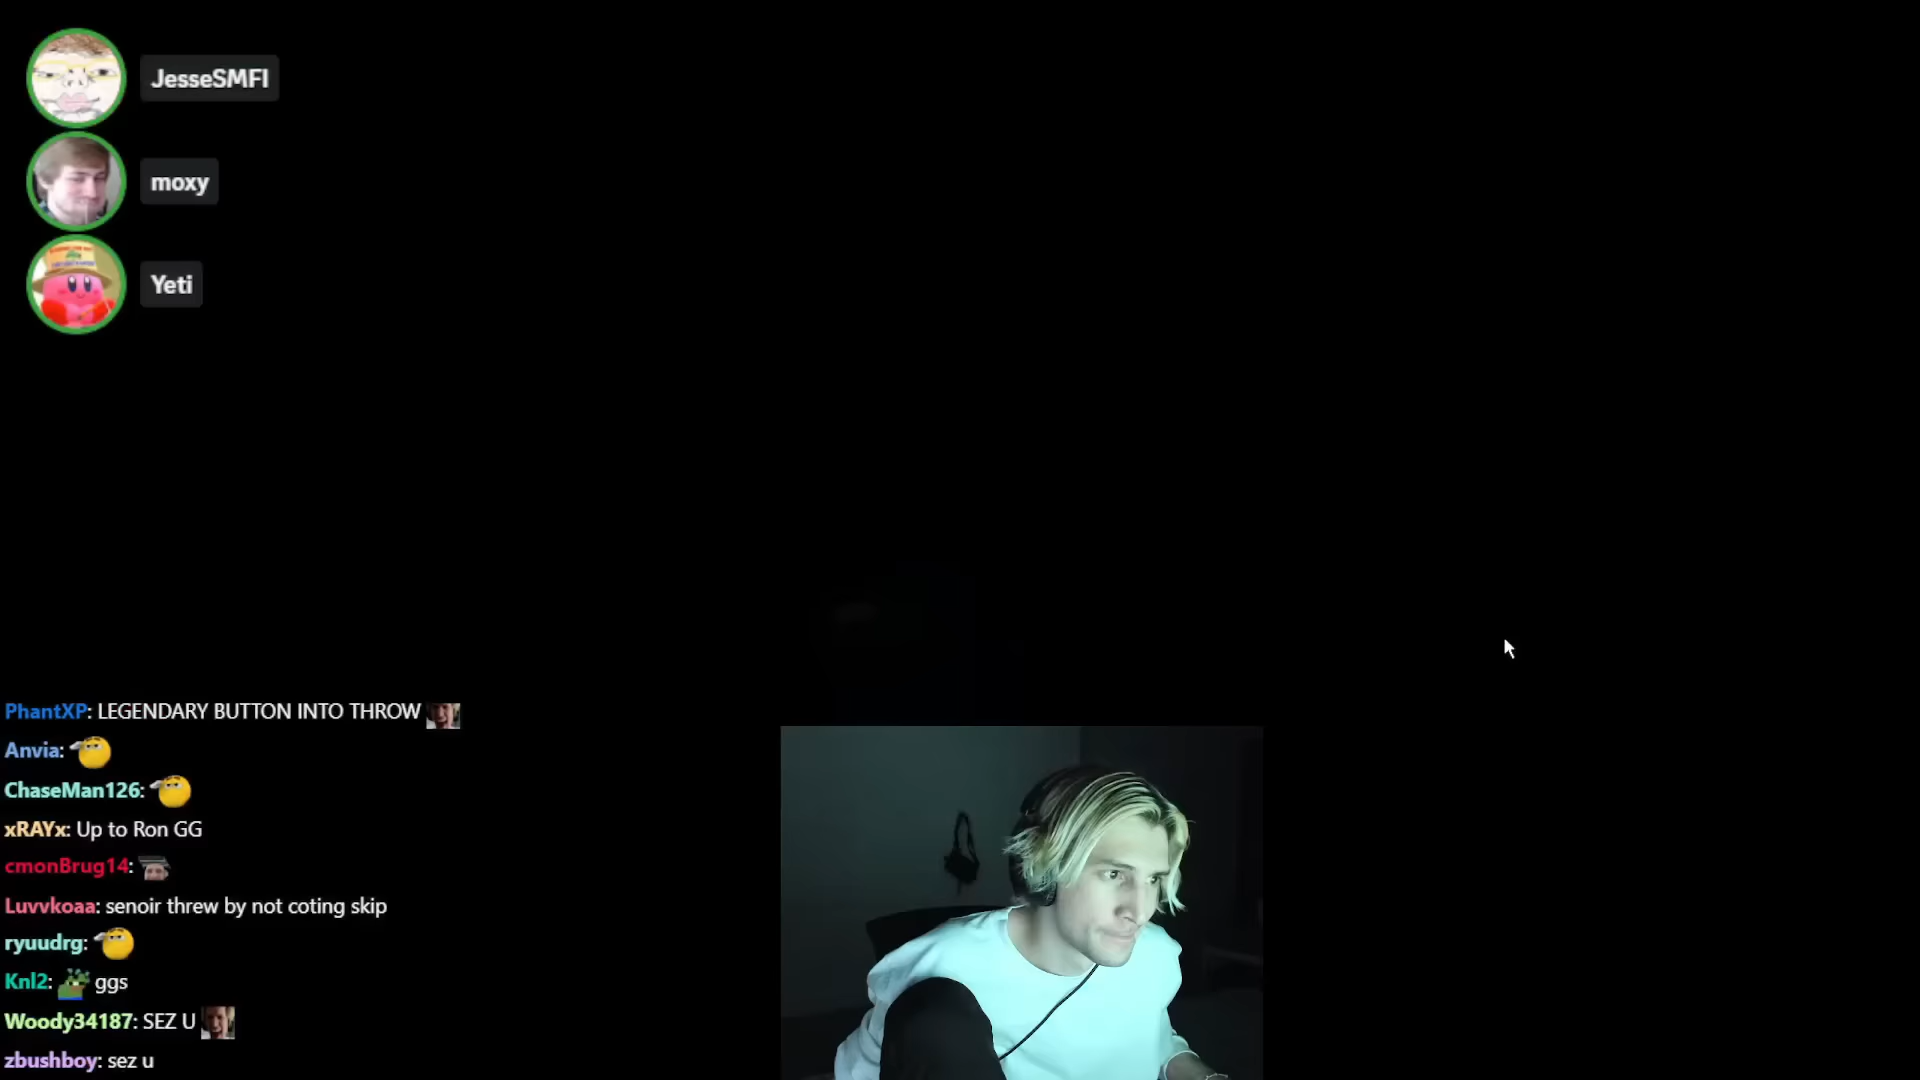 JesseSMFI
moxy
Yeti
PhantXP: LEGENDARY BUTTON INTO THROW
Anvia:
ChaseMan126:
xRAYx: Up to Ron GG
cmonBrug14:
Luvvkoaa: senoir threw by not coting skip
ryuudrg:
Knl2: ggs
Woody34187: SEZ U
zbushboy: sez u